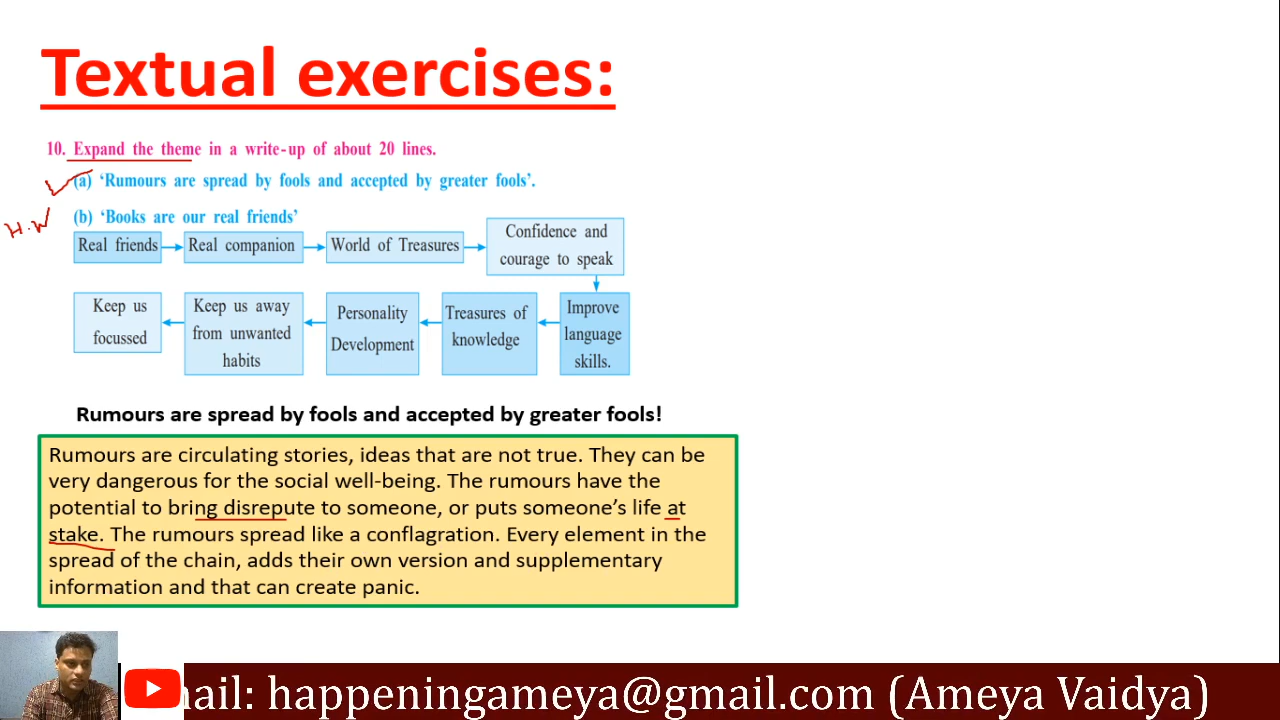 Textual exercises:
10. Expand the theme in a write-up of about 20 lines.
(a) ‘Rumours are spread by fools and accepted by greater fools’.
H.W
(b) ‘Books are our real friends’
Real friends
Real companion
World of Treasures
Confidence and
courage to speak
Improve
language
skills.
Treasures of
knowledge
Personality
Development
Keep us away
from unwanted
habits
Keep us
focussed
Rumours are spread by fools and accepted by greater fools!
Rumours are circulating stories, ideas that are not true. They can be
very dangerous for the social well-being. The rumours have the
potential to bring disrepute to someone, or puts someone’s life at
stake. The rumours spread like a conflagration. Every element in the
spread of the chain, adds their own version and supplementary
information and that can create panic.
ail: happeningameya@gmail.com (Ameya Vaidya)